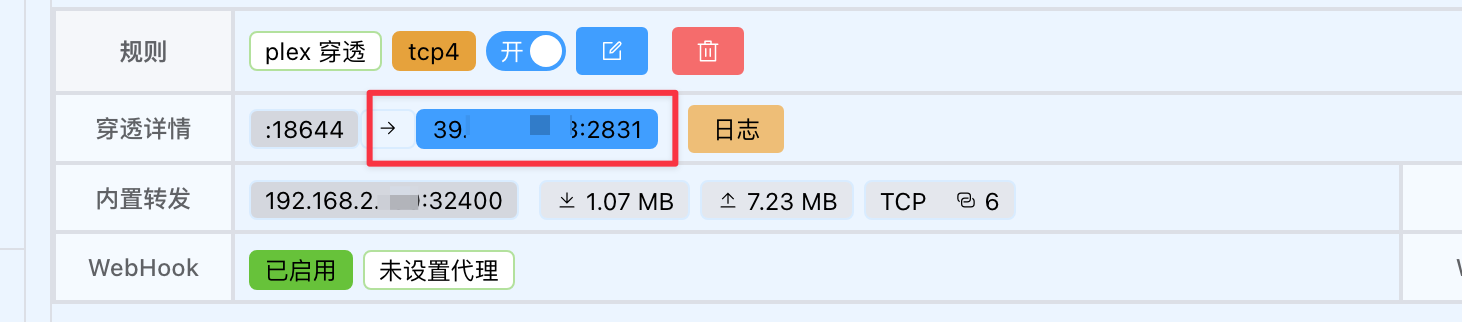 规则 plex 穿透 tcp4 开
穿透详情 :18644 → 39. 3:2831 日志
内置转发 192.168.2. :32400 1.07 MB 7.23 MB TCP 6
WebHook 已启用 未设置代理